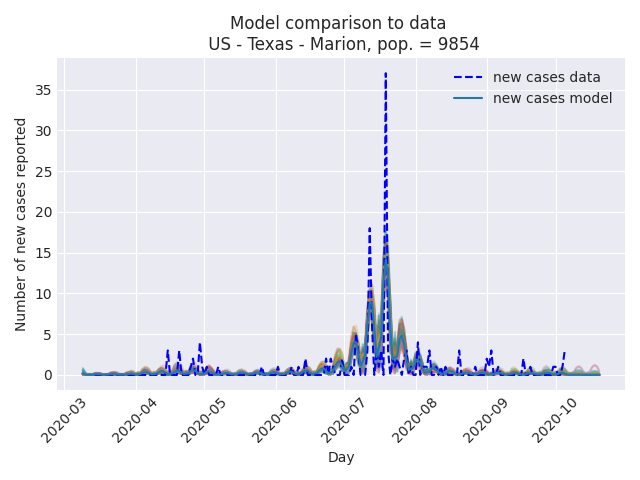 Model comparison to data
US - Texas - Marion, pop. = 9854
new cases data
new cases model
Number of new cases reported
35
30
25
20
15
10
5
0
2020-03
2020-04
2020-05
2020-06
2020-07
2020-08
2020-09
2020-10
Day